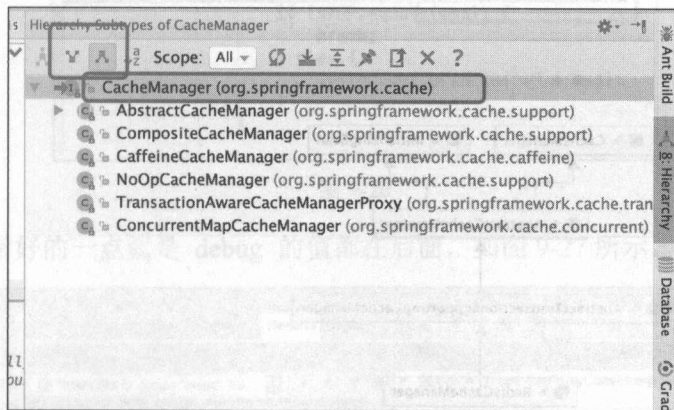 Hierarchy Subtypes of CacheManager
Scope: All
CacheManager (org.springframework.cache)
AbstractCacheManager (org.springframework.cache.support)
CompositeCacheManager (org.springframework.cache.support)
CaffeineCacheManager (org.springframework.cache.caffeine)
NoOpCacheManager (org.springframework.cache.support)
TransactionAwareCacheManagerProxy (org.springframework.cache.tran
ConcurrentMapCacheManager (org.springframework.cache.concurrent)
Ant Build
8: Hierarchy
Database
Grad